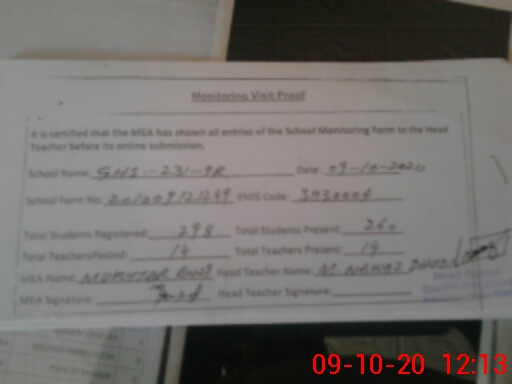 Monitoring Visit Proof
It is certified that the MEA has shown all entries of the School Monitoring Form to the Head
Teacher before its online submission.
School Name: GHS--231-9R Date: 09-10-2020
School Form No: EMIS Code:
Total Students Registered: 298 Total Students Present: 260
Total Teachers Posted: 14 Total Teachers Present: 14
MEA Name: MUKHTAR Head Teacher Name: M. NAWAZ
MEA Signature: Head Teacher Signature:
09-10-20 12:13